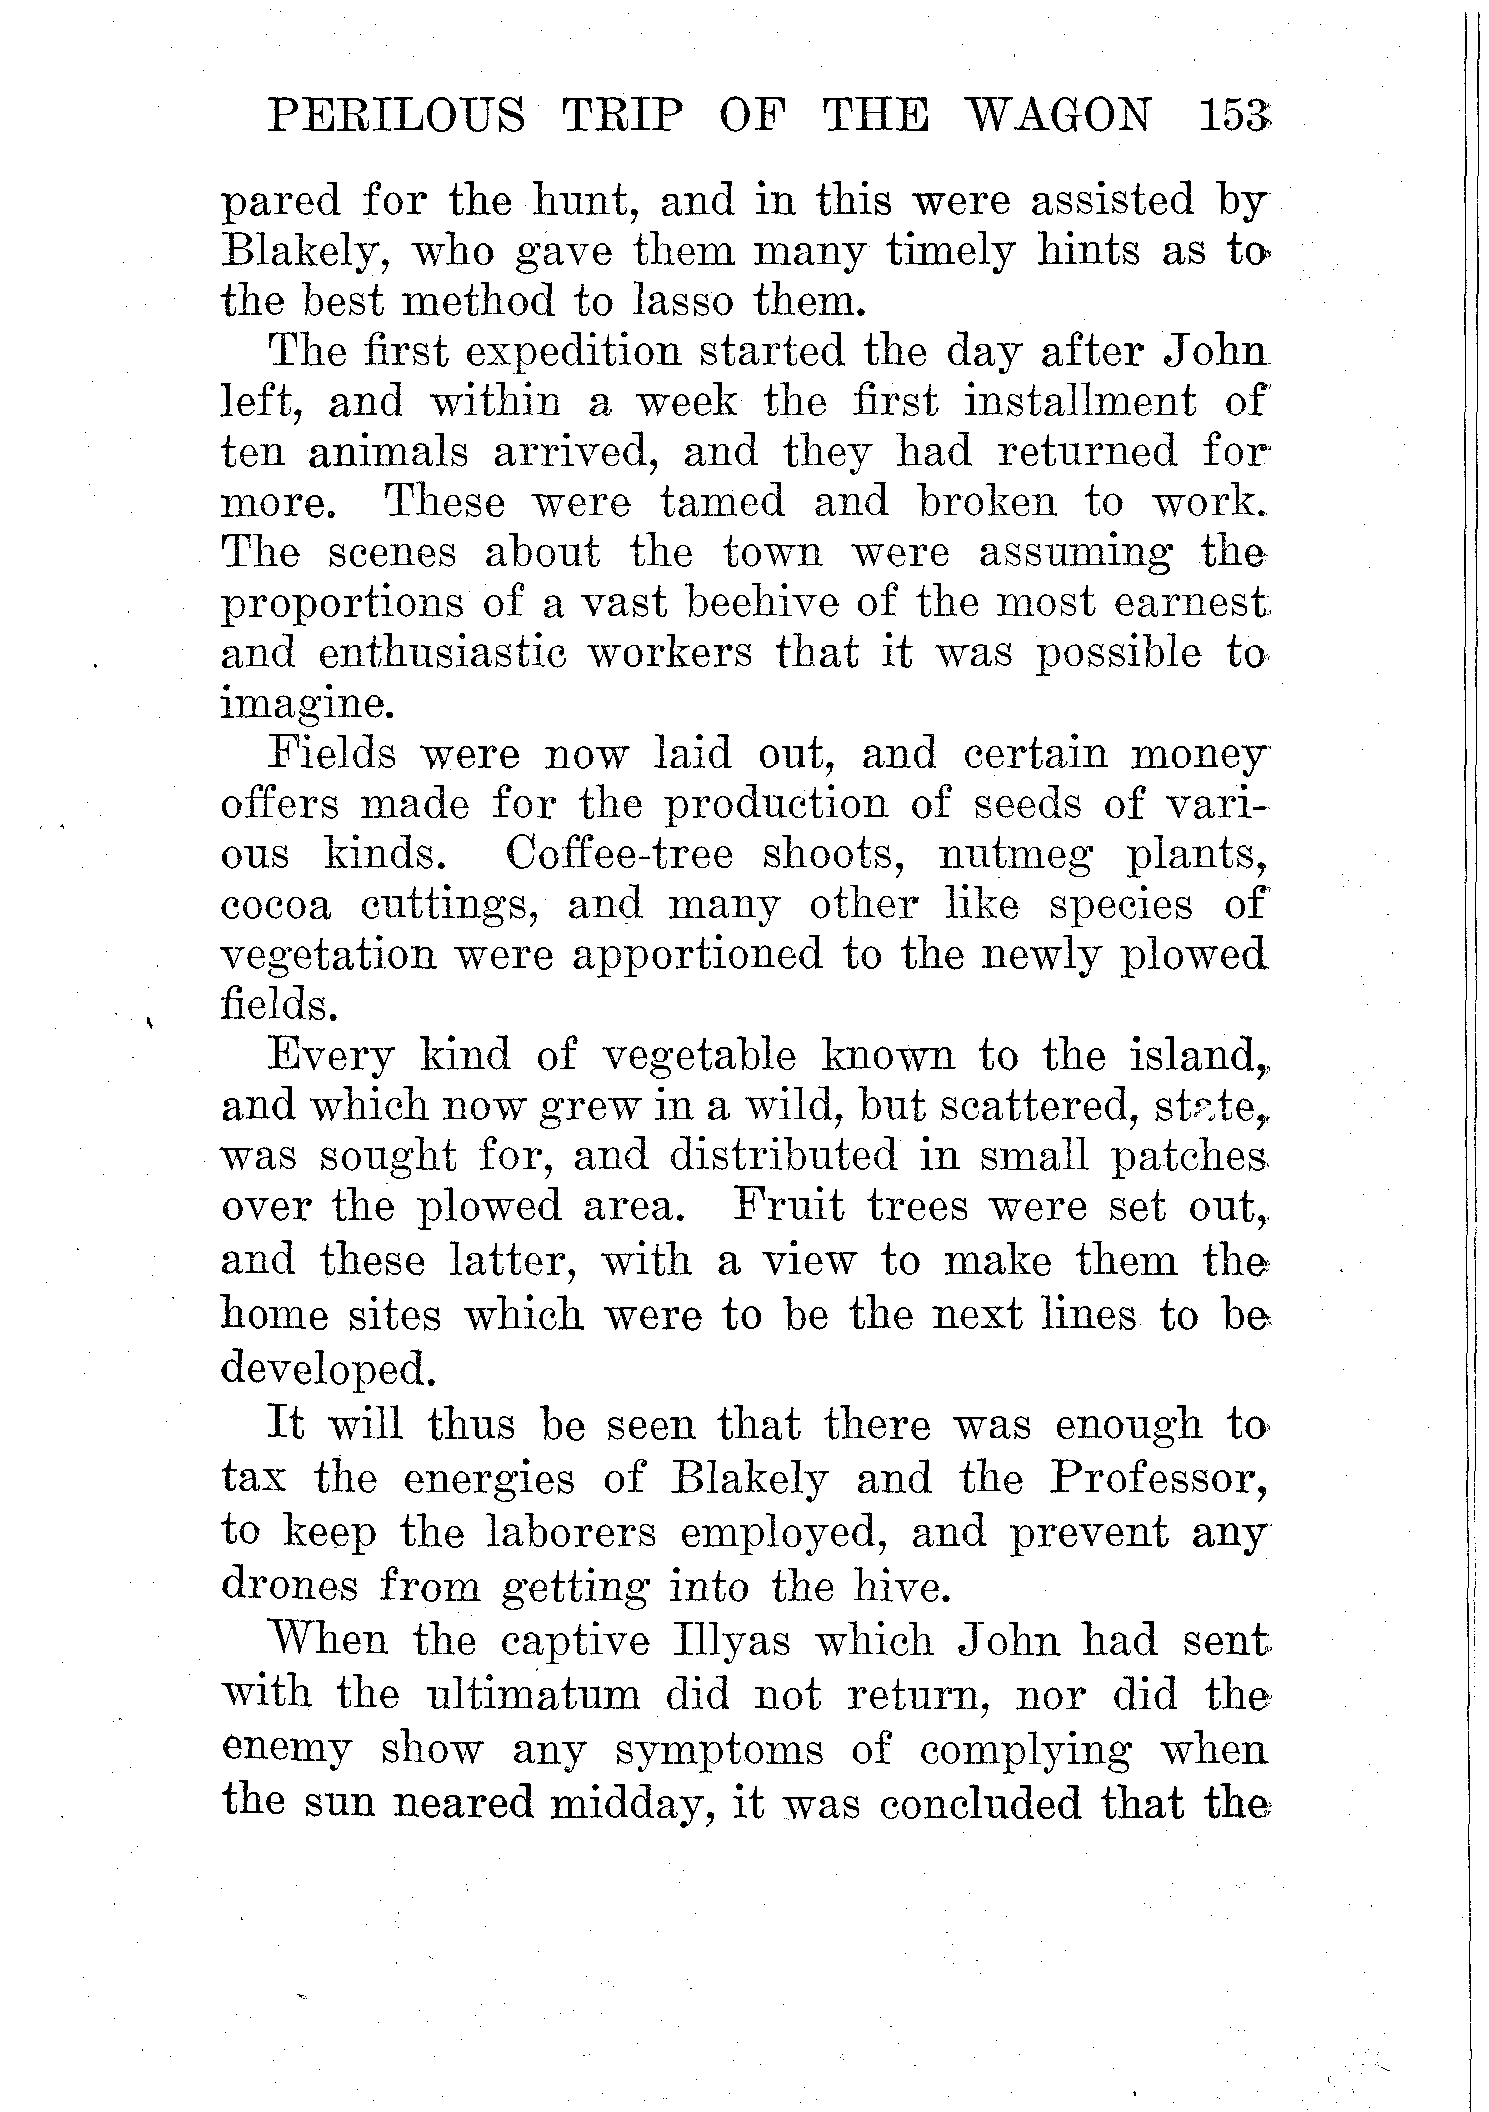 PERILOUS TRIP OF THE WAGON 153
pared for the hunt, and in this were assisted by
Blakely, who gave them many timely hints as to
the best method to lasso them.
The first expedition started the day after John
left, and within a week the first installment of
ten animals arrived, and they had returned for
more. These were tamed and broken to work.
The scenes about the town were assuming the
proportions of a vast beehive of the most earnest
and enthusiastic workers that it was possible to
imagine.
Fields were now laid out, and certain money
offers made for the production of seeds of vari-
ous kinds. Coffee-tree shoots, nutmeg plants,
cocoa cuttings, and many other like species of
vegetation were apportioned to the newly plowed
fields.
Every kind of vegetable known to the island,
and which now grew in a wild, but scattered, state,
was sought for, and distributed in small patches
over the plowed area. Fruit trees were set out,
and these latter, with a view to make them the
home sites which were to be the next lines to be
developed.
It will thus be seen that there was enough to
tax the energies of Blakely and the Professor,
to keep the laborers employed, and prevent any
drones from getting into the hive.
When the captive Illyas which John had sent
with the ultimatum did not return, nor did the
enemy show any symptoms of complying when
the sun neared midday, it was concluded that the